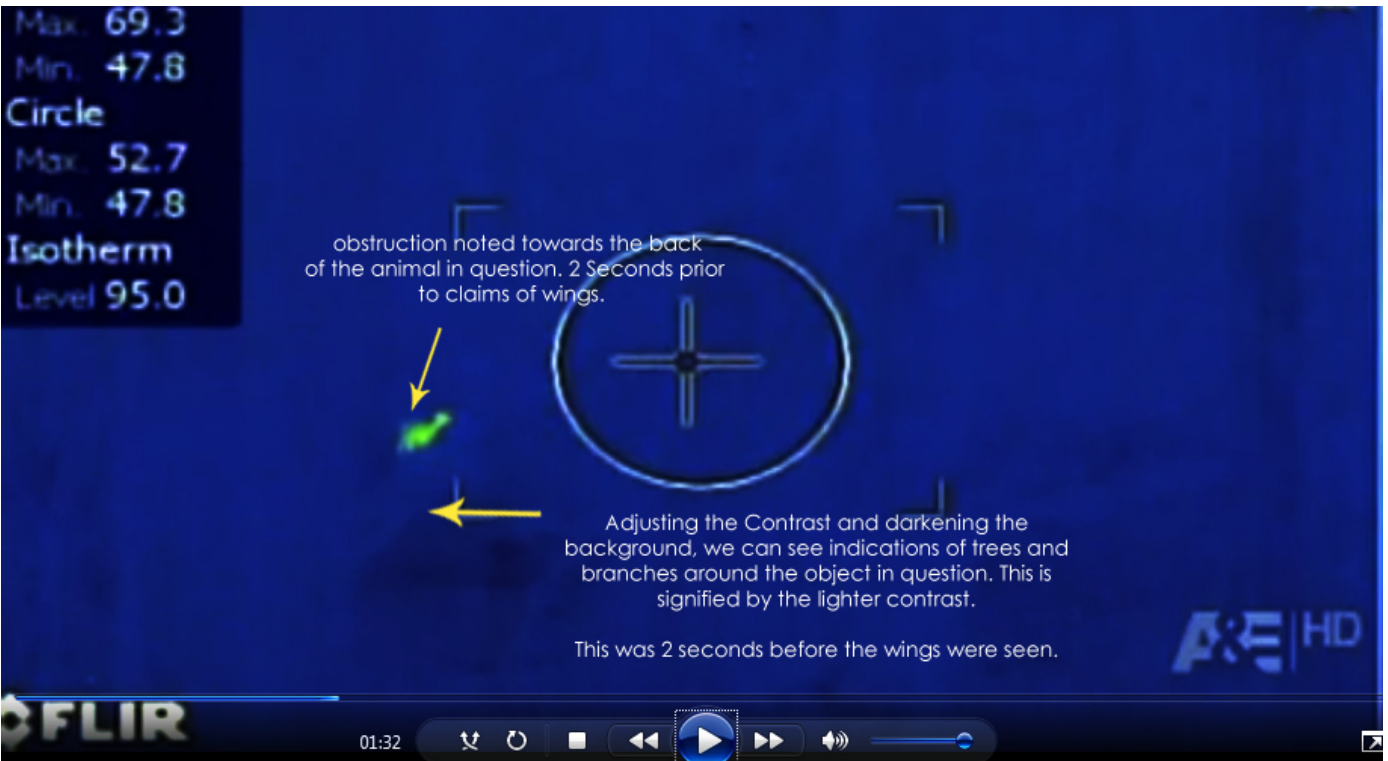 Max. 69.3
Min. 47.8
Circle
Max. 52.7
Min. 47.8
Isotherm
Level 95.0
obstruction noted towards the back
of the animal in question. 2 Seconds prior
to claims of wings.
Adjusting the Contrast and darkening the
background, we can see indications of trees and
branches around the object in question. This is
signified by the lighter contrast.
This was 2 seconds before the wings were seen.
A&E HD
FLIR
01:32